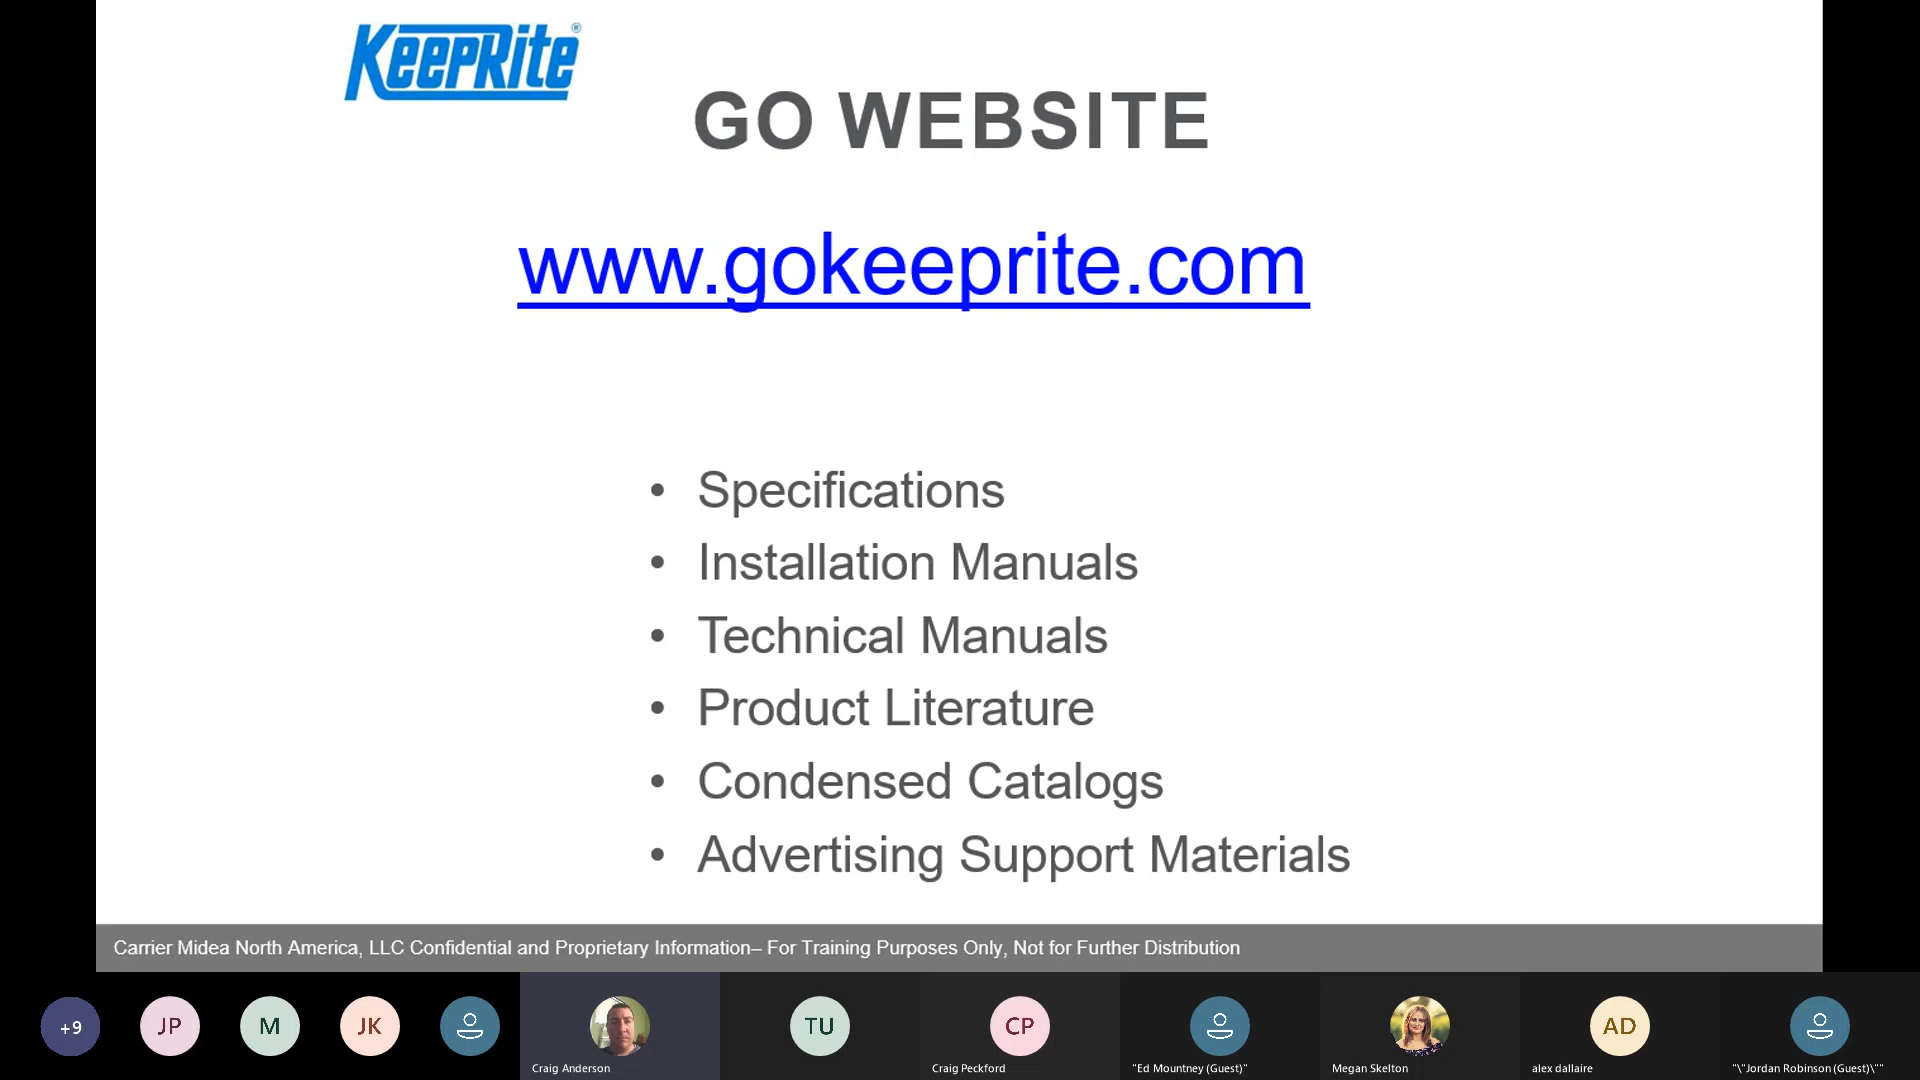 KeepRite®
GO WEBSITE
www.gokeeprite.com
• Specifications
• Installation Manuals
• Technical Manuals
• Product Literature
• Condensed Catalogs
• Advertising Support Materials
Carrier Midea North America, LLC Confidential and Proprietary Information– For Training Purposes Only, Not for Further Distribution
+9
JP
M
JK
TU
CP
AD
Craig Anderson
Craig Peckford
"Ed Mountney (Guest)"
Megan Skelton
alex dallaire
"\"Jordan Robinson (Guest)\""